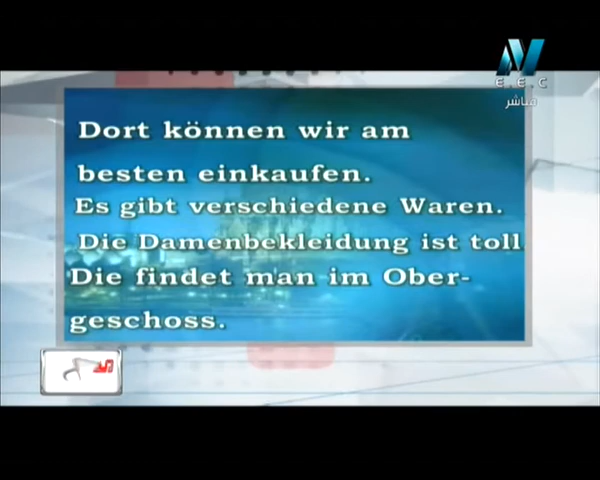 E.E.C
مباشر
Dort können wir am
besten einkaufen.
Es gibt verschiedene Waren.
Die Damenbekleidung ist toll
Die findet man im Ober-
geschoss.